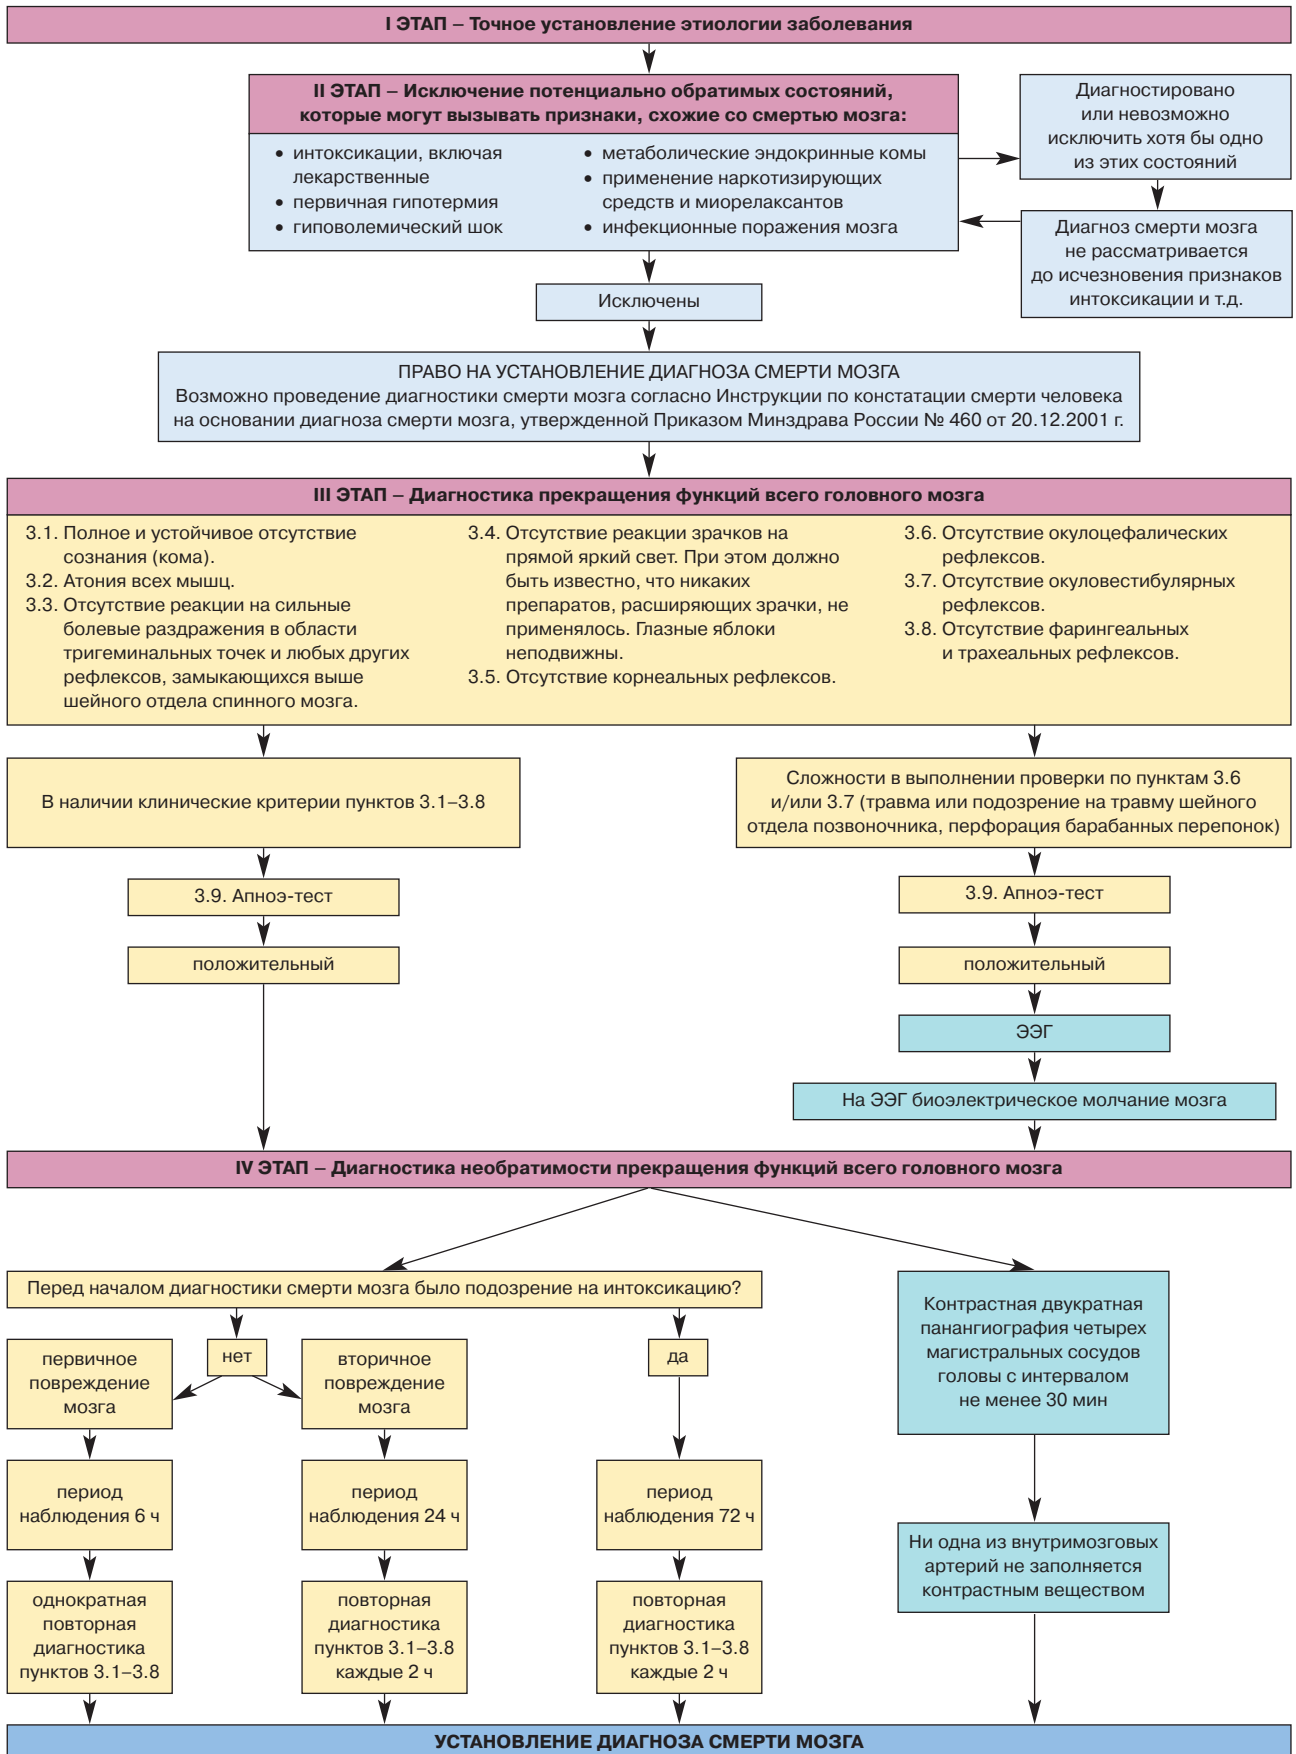 I ЭТАП – Точное установление этиологии заболевания
II ЭТАП – Исключение потенциально обратимых состояний,
которые могут вызывать признаки, схожие со смертью мозга:
• интоксикации, включая
лекарственные
• первичная гипотермия
• гиповолемический шок
• метаболические эндокринные комы
• применение наркотизирующих
средств и миорелаксантов
• инфекционные поражения мозга
Диагностировано
или невозможно
исключить хотя бы одно
из этих состояний
Диагноз смерти мозга
не рассматривается
до исчезновения признаков
интоксикации и т.д.
Исключены
ПРАВО НА УСТАНОВЛЕНИЕ ДИАГНОЗА СМЕРТИ МОЗГА
Возможно проведение диагностики смерти мозга согласно Инструкции по констатации смерти человека
на основании диагноза смерти мозга, утвержденной Приказом Минздрава России № 460 от 20.12.2001 г.
III ЭТАП – Диагностика прекращения функций всего головного мозга
3.1. Полное и устойчивое отсутствие
сознания (кома).
3.2. Атония всех мышц.
3.3. Отсутствие реакции на сильные
болевые раздражения в области
тригеминальных точек и любых других
рефлексов, замыкающихся выше
шейного отдела спинного мозга.
3.4. Отсутствие реакции зрачков на
прямой яркий свет. При этом должно
быть известно, что никаких
препаратов, расширяющих зрачки, не
применялось. Глазные яблоки
неподвижны.
3.5. Отсутствие корнеальных рефлексов.
3.6. Отсутствие окулоцефалических
рефлексов.
3.7. Отсутствие окуловестибулярных
рефлексов.
3.8. Отсутствие фарингеальных
и трахеальных рефлексов.
В наличии клинические критерии пунктов 3.1–3.8
3.9. Апноэ-тест
положительный
Сложности в выполнении проверки по пунктам 3.6
и/или 3.7 (травма или подозрение на травму шейного
отдела позвоночника, перфорация барабанных перепонок)
3.9. Апноэ-тест
положительный
ЭЭГ
На ЭЭГ биоэлектрическое молчание мозга
IV ЭТАП – Диагностика необратимости прекращения функций всего головного мозга
Перед началом диагностики смерти мозга было подозрение на интоксикацию?
нет
первичное
повреждение
мозга
период
наблюдения 6 ч
однократная
повторная
диагностика
пунктов 3.1–3.8
вторичное
повреждение
мозга
период
наблюдения 24 ч
повторная
диагностика
пунктов 3.1–3.8
каждые 2 ч
да
период
наблюдения 72 ч
повторная
диагностика
пунктов 3.1–3.8
каждые 2 ч
Контрастная двукратная
панангиография четырех
магистральных сосудов
головы с интервалом
не менее 30 мин
Ни одна из внутримозговых
артерий не заполняется
контрастным веществом
УСТАНОВЛЕНИЕ ДИАГНОЗА СМЕРТИ МОЗГА